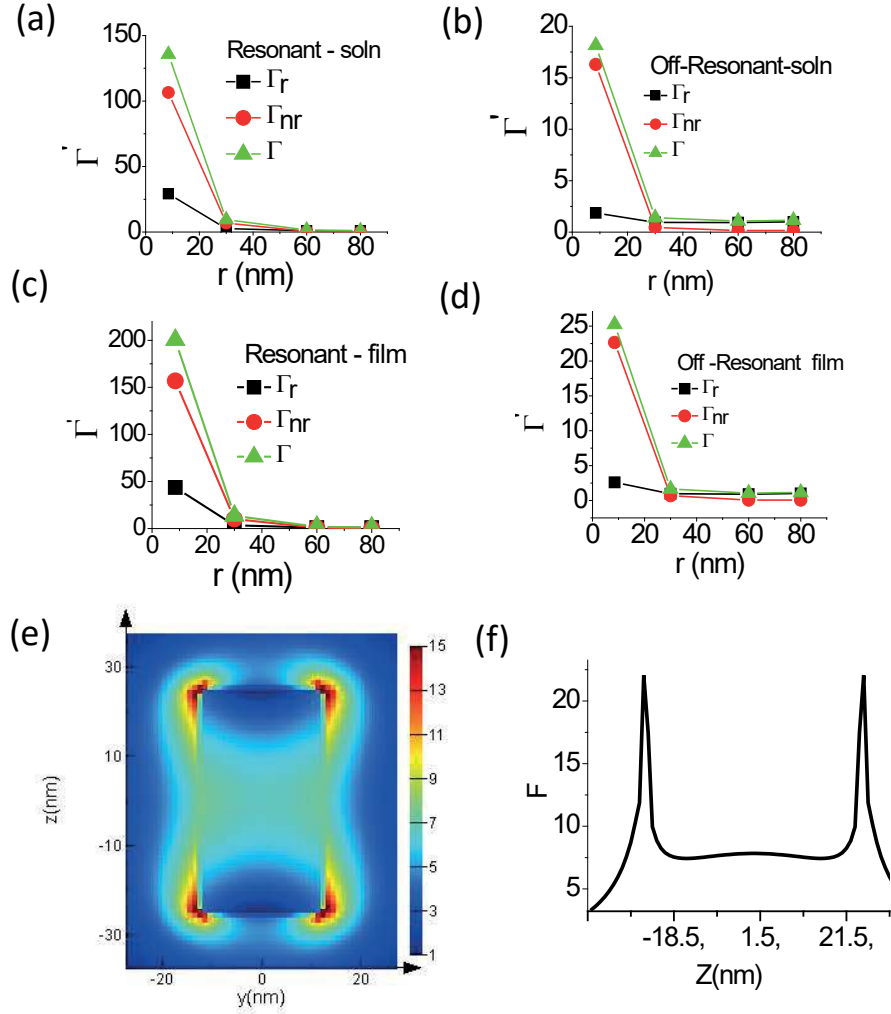 (a)
Resonant - soln
Γr
Γnr
Γ
Γ'
150
100
50
0
0 20 40 60 80
r (nm)
(b)
Off-Resonant-soln
Γr
Γnr
Γ
Γ'
20
15
10
5
0
0 20 40 60 80
r (nm)
(c)
Resonant - film
Γr
Γnr
Γ
Γ'
200
150
100
50
0
0 20 40 60 80
r (nm)
(d)
Off -Resonant film
Γr
Γnr
Γ
Γ'
25
20
15
10
5
0
0 20 40 60 80
r (nm)
(e)
z(nm)
30
10
-10
-30
-20 0 20
y(nm)
15
13
11
9
7
5
3
1
(f)
F
20
15
10
5
-18.5, 1.5, 21.5,
Z(nm)